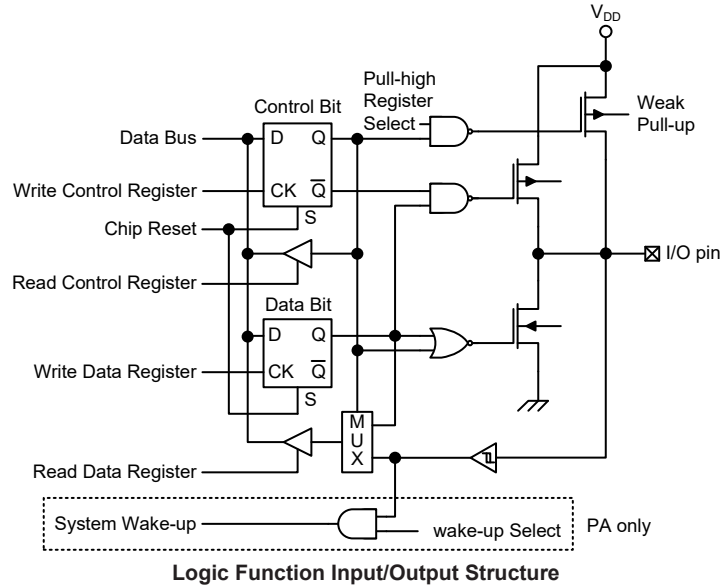 V_DD
Pull-high
Register
Select
Control Bit
Weak
Pull-up
Data Bus
D Q
Write Control Register
CK Q̅
S
Chip Reset
I/O pin
Read Control Register
Data Bit
D Q
Write Data Register
CK Q̅
S
M
U
X
Read Data Register
System Wake-up
wake-up Select
PA only
Logic Function Input/Output Structure